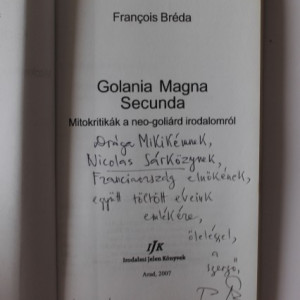 François Bréda
Golania Magna
Secunda
Mitokritikák a neo-goliárd irodalomról
Drága Mikikémnek,
Nicolas Sárközynek,
Franciaország elnökének,
együtt töltött éveink
emlékére,
öleléssel,
a
szerző,
IJK
Irodalmi Jelen Könyvek
Arad, 2007